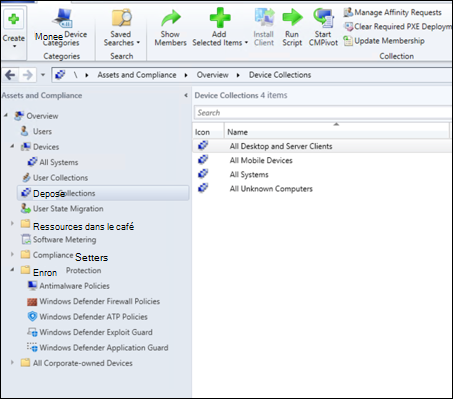 Create
Monee Device Categories
Saved Searches
Show Members
Add Selected Items
Install Client
Run Script
Start CMPivot
Manage Affinity Requests
Clear Required PXE Deploym
Update Membership
Categories
Search
Collection
\ Assets and Compliance Overview Device Collections
Assets and Compliance
Overview
Users
Devices
All Systems
User Collections
Depose Collections
User State Migration
Ressources dans le café
Software Metering
Compliance Setters
Enron Protection
Antimalware Policies
Windows Defender Firewall Policies
Windows Defender ATP Policies
Windows Defender Exploit Guard
Windows Defender Application Guard
All Corporate-owned Devices
Device Collections 4 items
Search
Icon Name
All Desktop and Server Clients
All Mobile Devices
All Systems
All Unknown Computers